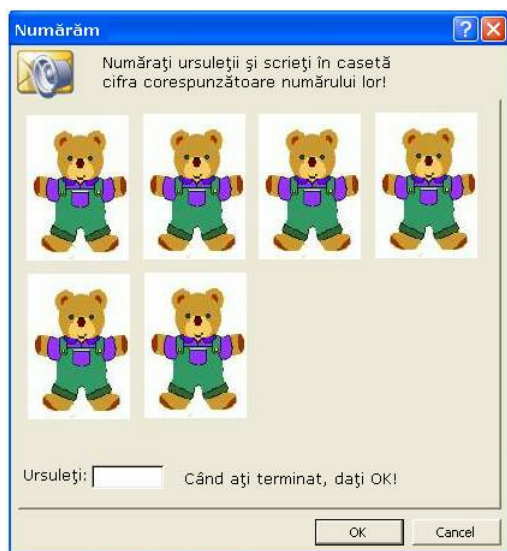 Numărăm
Număraţi ursuleţii şi scrieţi în casetă
cifra corespunzătoare numărului lor!
Ursuleţi:
Când aţi terminat, daţi OK!
OK
Cancel